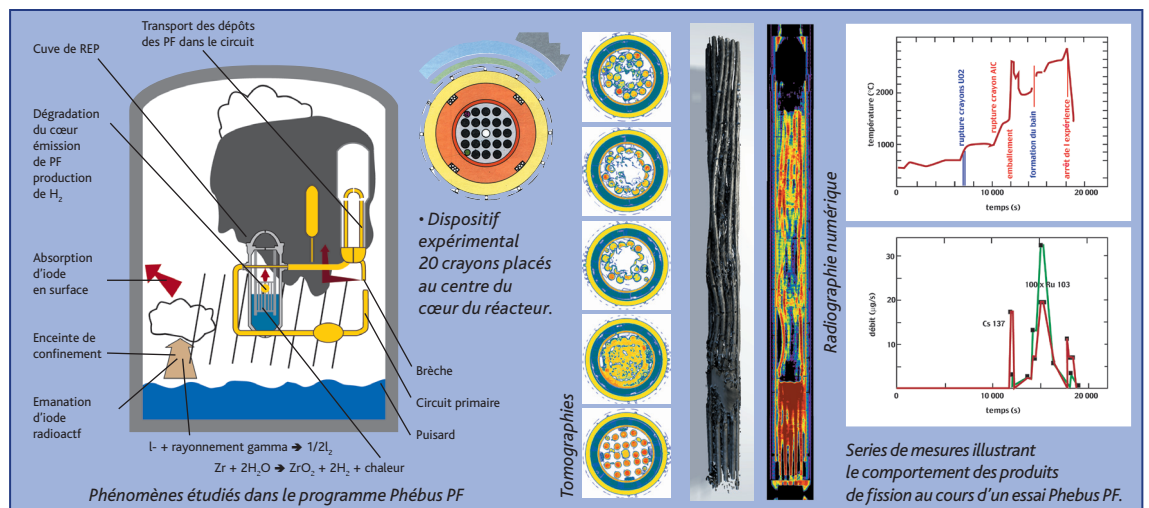 Transport des dépôts
des PF dans le circuit
Cuve de REP
Dégradation
du cœur
émission
de PF
production
de H2
Absorption
d'iode
en surface
Enceinte de
confinement
Emanation
d'iode
radioactif
Brèche
Circuit primaire
Puisard
l- + rayonnement gamma ➔ 1/2l2
Zr + 2H2O ➔ ZrO2 + 2H2 + chaleur
Phénomènes étudiés dans le programme Phébus PF
• Dispositif
expérimental
20 crayons placés
au centre du
cœur du réacteur.
Tomographies
Radiographie numérique
température (°C)
2000
1000
rupture crayons UO2
rupture crayon AIC
emballement
formation du bain
arrêt de l expérience
0
10 000
20 000
temps (s)
débit (µg/s)
30
20
10
100 x Ru 103
Cs 137
0
10 000
20 000
temps (s)
Series de mesures illustrant
le comportement des produits
de fission au cours d'un essai Phebus PF.